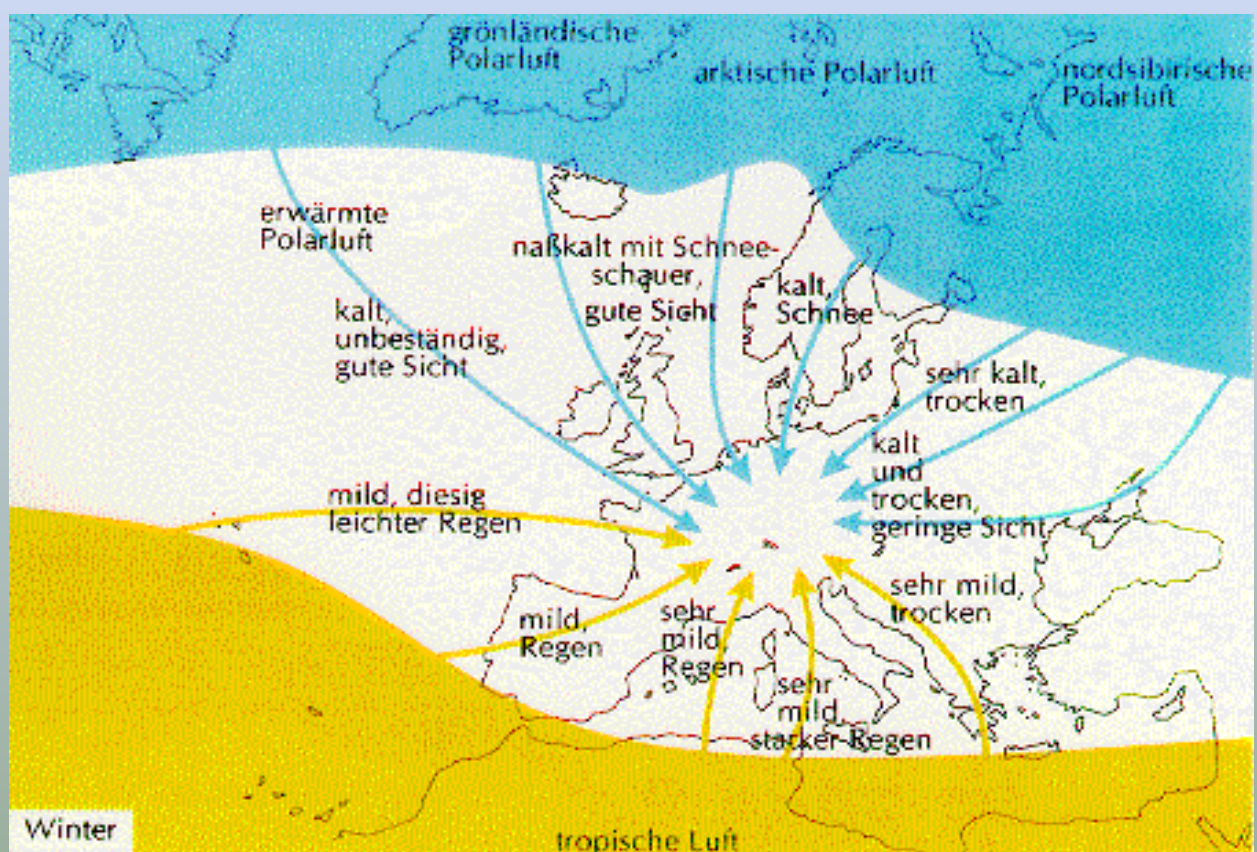 grönländische
Polarluft
arktische Polarluft
nordsibirische
Polarluft
erwärmte
Polarluft
naßkalt mit Schnee-
schauer,
gute Sicht
kalt,
Schnee
kalt,
unbeständig,
gute Sicht
sehr kalt,
trocken
kalt
und
trocken,
geringe Sicht
mild, diesig
leichter Regen
sehr mild,
trocken
mild,
Regen
sehr
mild,
Regen
sehr
mild,
starker Regen
Winter
tropische Luft